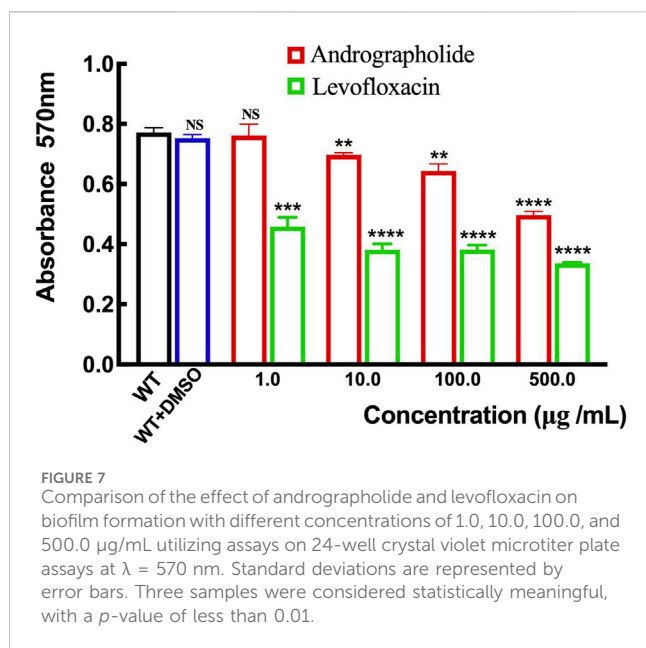 Andrographolide
Levofloxacin
Absorbance 570nm
1.0
0.8
0.6
0.4
0.2
0.0
NS
NS
***
**
****
**
****
****
****
WT
WT+DMSO
1.0
10.0
100.0
500.0
Concentration (µg /mL)
FIGURE 7
Comparison of the effect of andrographolide and levofloxacin on
biofilm formation with different concentrations of 1.0, 10.0, 100.0, and
500.0 µg/mL utilizing assays on 24-well crystal violet microtiter plate
assays at λ = 570 nm. Standard deviations are represented by
error bars. Three samples were considered statistically meaningful,
with a p-value of less than 0.01.